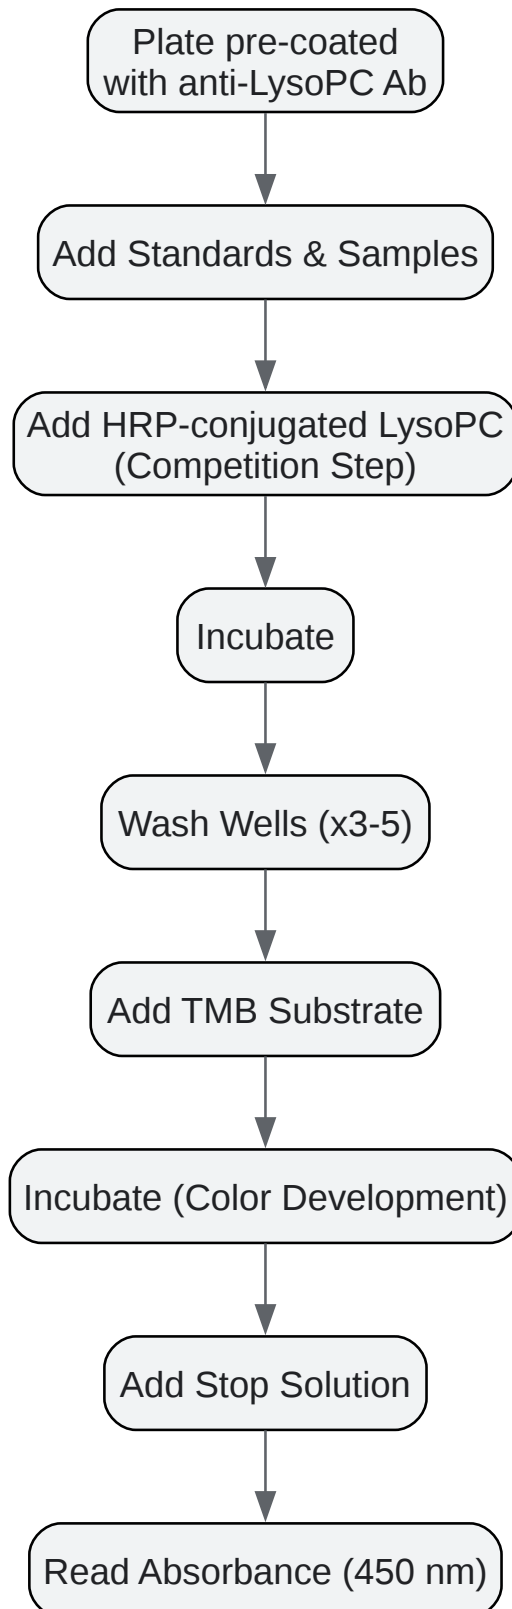 Plate pre-coated
with anti-LysoPC Ab
Add Standards & Samples
Add HRP-conjugated LysoPC
(Competition Step)
Incubate
Wash Wells (x3-5)
Add TMB Substrate
Incubate (Color Development)
Add Stop Solution
Read Absorbance (450 nm)